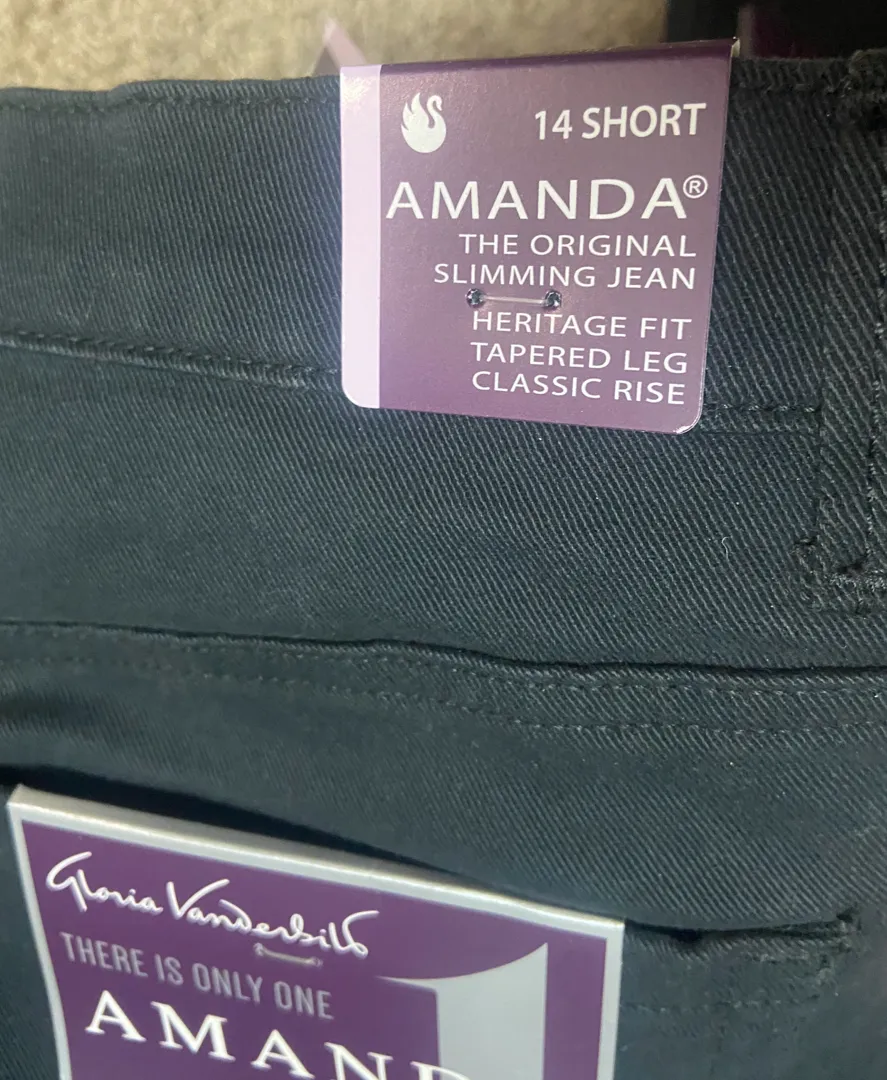 14 SHORT
AMANDA®
THE ORIGINAL
SLIMMING JEAN
HERITAGE FIT
TAPERED LEG
CLASSIC RISE
Gloria Vanderbilt
THERE IS ONLY ONE
AMAND